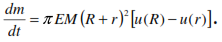 dm/dt = πEM(R + r)²[u(R) − u(r)].